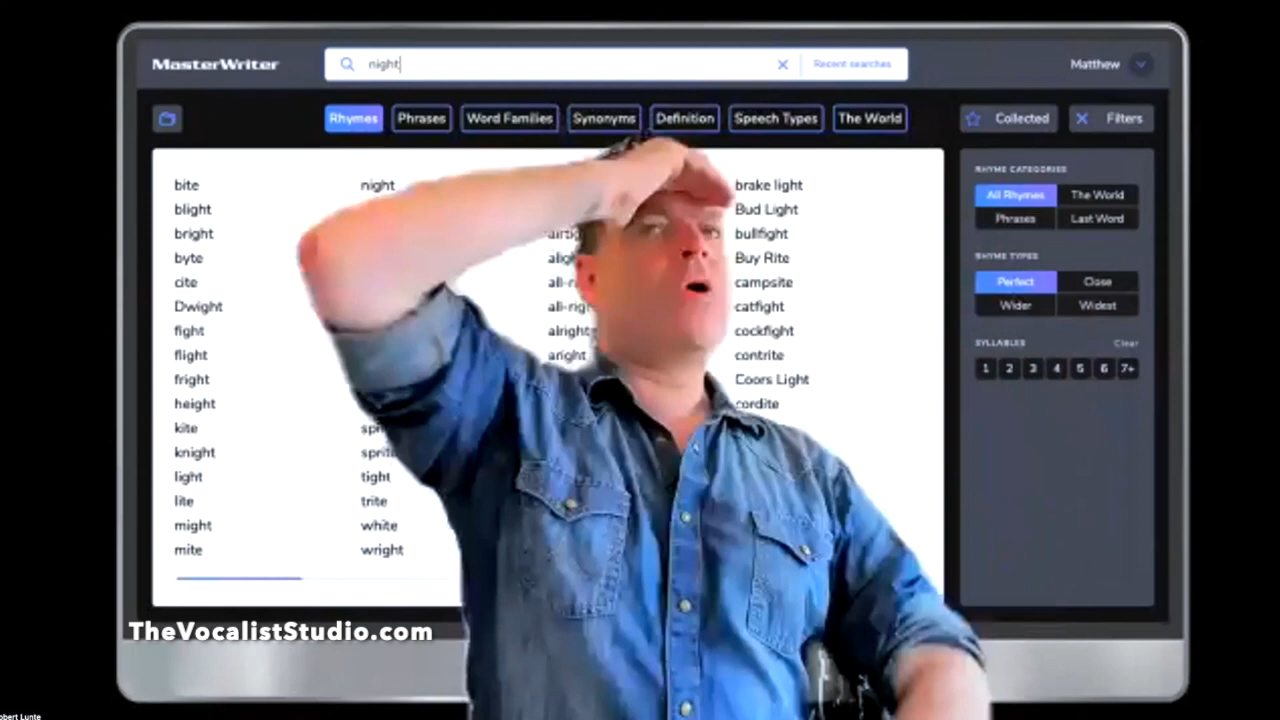 MasterWriter
night
Recent searches
Matthew
Rhymes
Phrases
Word Families
Synonyms
Definition
Speech Types
The World
Collected
Filters
bite
blight
bright
byte
cite
Dwight
fight
flight
fright
height
kite
knight
light
lite
might
mite
night
tight
trite
white
wright
alright
aright
brake light
Bud Light
bullfight
Buy Rite
campsite
catfight
cockfight
contrite
Coors Light
cordite
RHYME CATEGORIES
All Rhymes
The World
Phrases
Last Word
RHYME TYPES
Perfect
Close
Wider
Widest
SYLLABLES
Clear
1 2 3 4 5 6 7+
TheVocalistStudio.com
obert Lunte